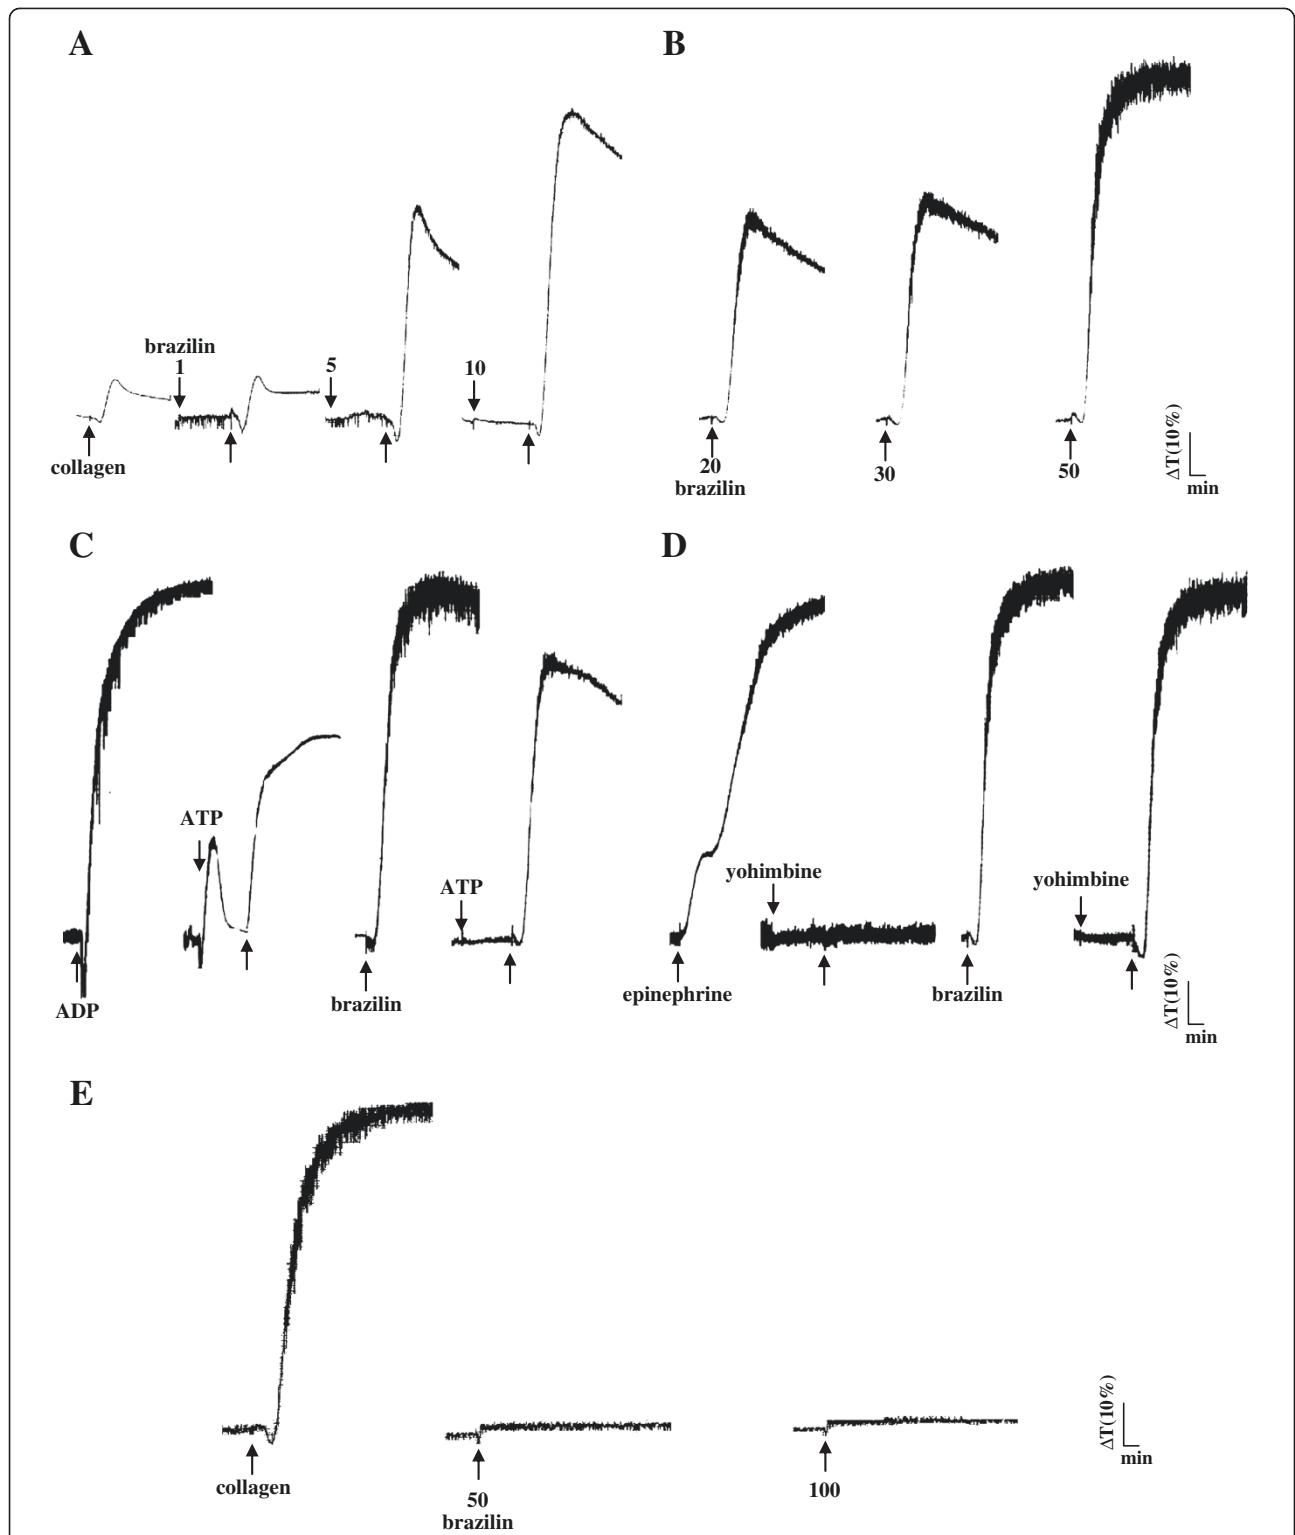 A
B
brazilin
1
5
10
collagen
20
brazilin
30
50
ΔT(10%)
min
C
D
ATP
ATP
ADP
brazilin
yohimbine
yohimbine
epinephrine
brazilin
ΔT(10%)
min
E
collagen
50
brazilin
100
ΔT(10%)
min